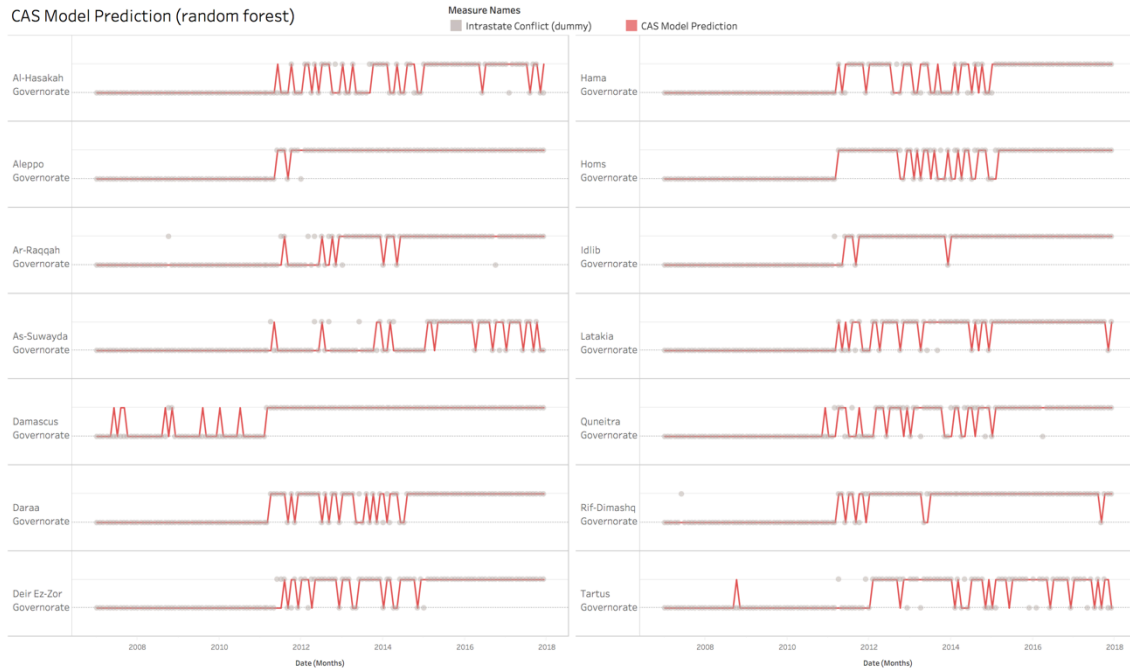 CAS Model Prediction (random forest)
Measure Names
Intrastate Conflict (dummy) CAS Model Prediction
Al-Hasakah
Governorate
Aleppo
Governorate
Ar-Raqqah
Governorate
As-Suwayda
Governorate
Damascus
Governorate
Daraa
Governorate
Deir Ez-Zor
Governorate
2008 2010 2012 2014 2016 2018
Date (Months)
Hama
Governorate
Homs
Governorate
Idlib
Governorate
Latakia
Governorate
Quneitra
Governorate
Rif-Dimashq
Governorate
Tartus
Governorate
2008 2010 2012 2014 2016 2018
Date (Months)